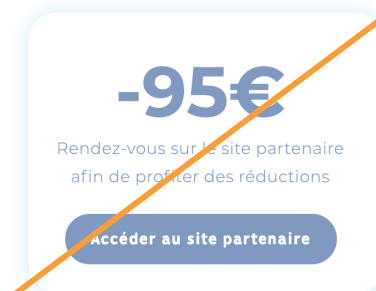 -95€
Rendez-vous sur le site partenaire
afin de profiter des réductions
Accéder au site partenaire